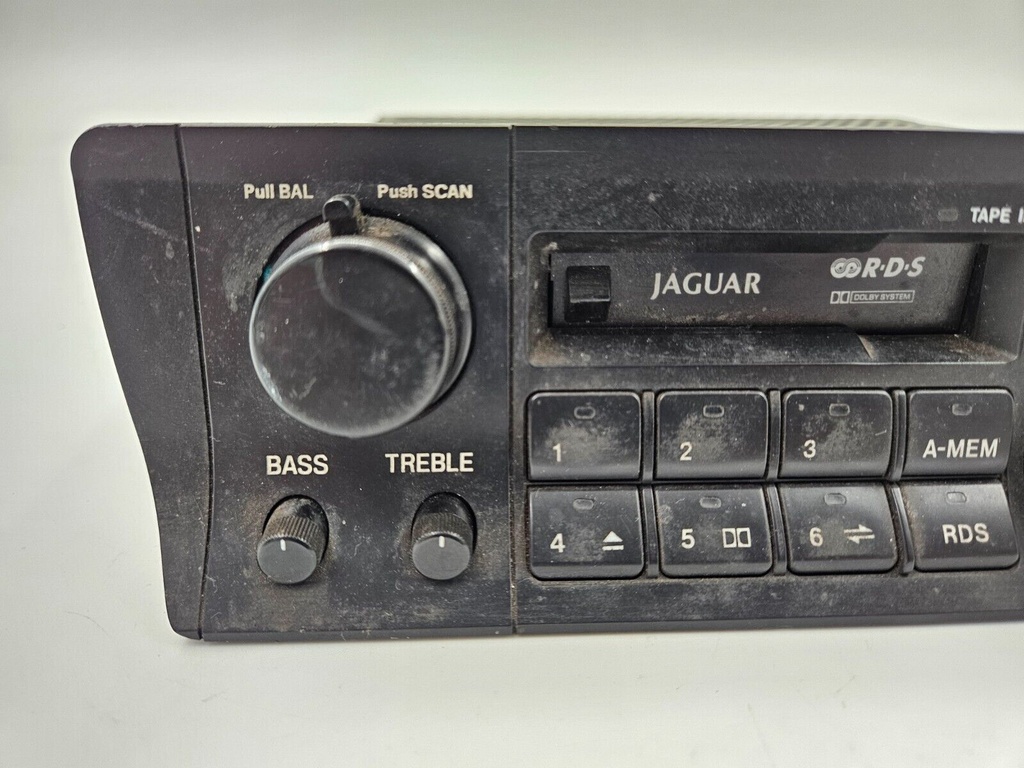 Pull BAL Push SCAN
TAPE
JAGUAR
R·D·S
DOLBY SYSTEM
BASS TREBLE
1 2 3 A-MEM
4 5 6 RDS